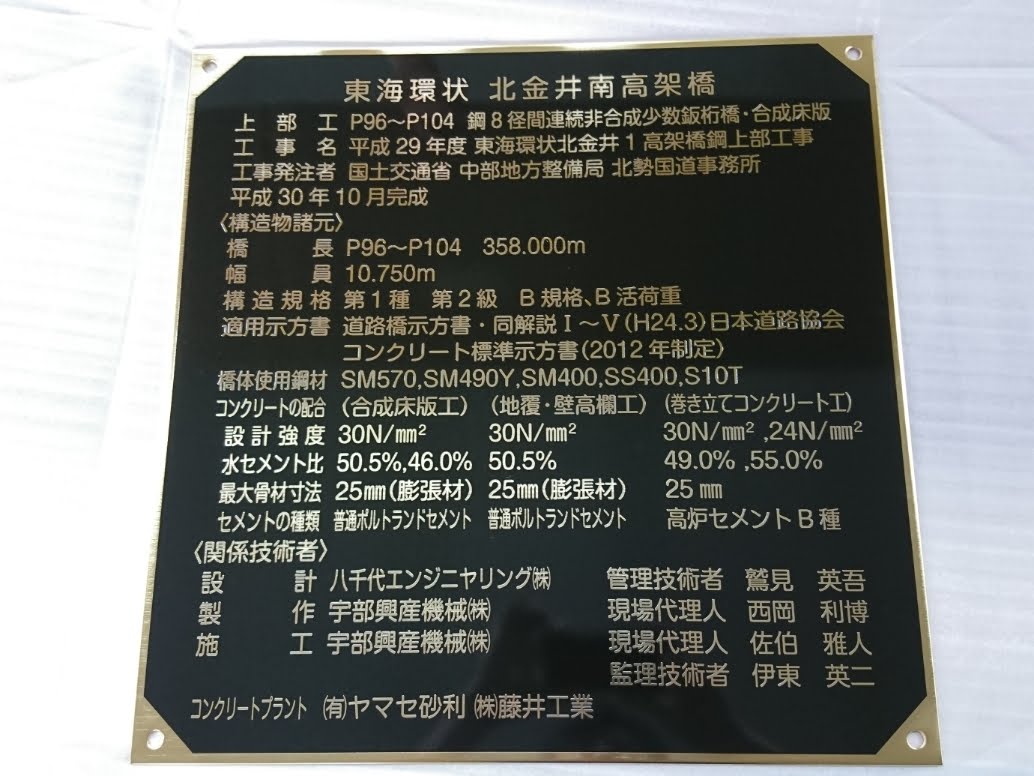 東海環状 北金井南高架橋
上部工 P96～P104 鋼8径間連続非合成少数鈑桁橋・合成床版
工事名 平成29年度 東海環状北金井1高架橋鋼上部工事
工事発注者 国土交通省 中部地方整備局 北勢国道事務所
平成30年10月完成
〈構造物諸元〉
橋長 P96～P104 358.000m
幅員 10.750m
構造規格 第1種 第2級 B規格、B活荷重
適用示方書 道路橋示方書・同解説Ⅰ～Ⅴ(H24.3)日本道路協会
コンクリート標準示方書(2012年制定)
橋体使用鋼材 SM570,SM490Y,SM400,SS400,S10T
コンクリートの配合 (合成床版工) (地覆・壁高欄工) (巻き立てコンクリート工)
設計強度 30N/㎜² 30N/㎜² 30N/㎜²,24N/㎜²
水セメント比 50.5%,46.0% 50.5% 49.0%,55.0%
最大骨材寸法 25㎜(膨張材) 25㎜(膨張材) 25㎜
セメントの種類 普通ポルトランドセメント 普通ポルトランドセメント 高炉セメントB種
〈関係技術者〉
設計 八千代エンジニヤリング㈱ 管理技術者 鷲見 英吾
製作 宇部興産機械㈱ 現場代理人 西岡 利博
施工 宇部興産機械㈱ 現場代理人 佐伯 雅人
監理技術者 伊東 英二
コンクリートプラント ㈲ヤマセ砂利 ㈱藤井工業